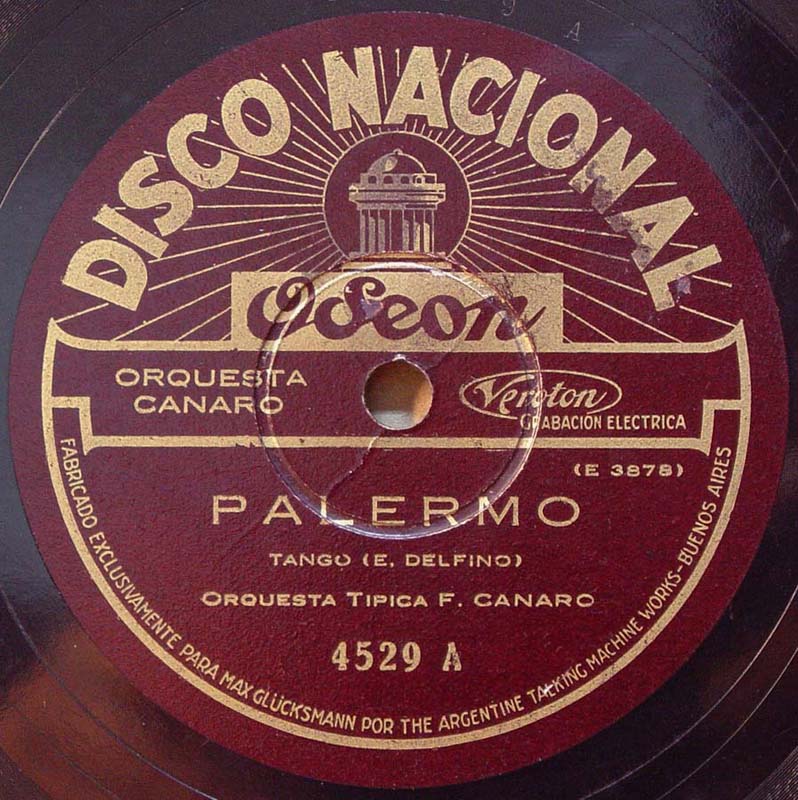 DISCO NACIONAL
Odeon
ORQUESTA
CANARO
Veroton
GRABACIÓN ELECTRICA
(E 3878)
PALERMO
TANGO (E. DELFINO)
ORQUESTA TIPICA F. CANARO
4529 A
FABRICADO EXCLUSIVAMENTE PARA MAX GLÜCKSMANN POR THE ARGENTINE TALKING MACHINE WORKS-BUENOS AIRES